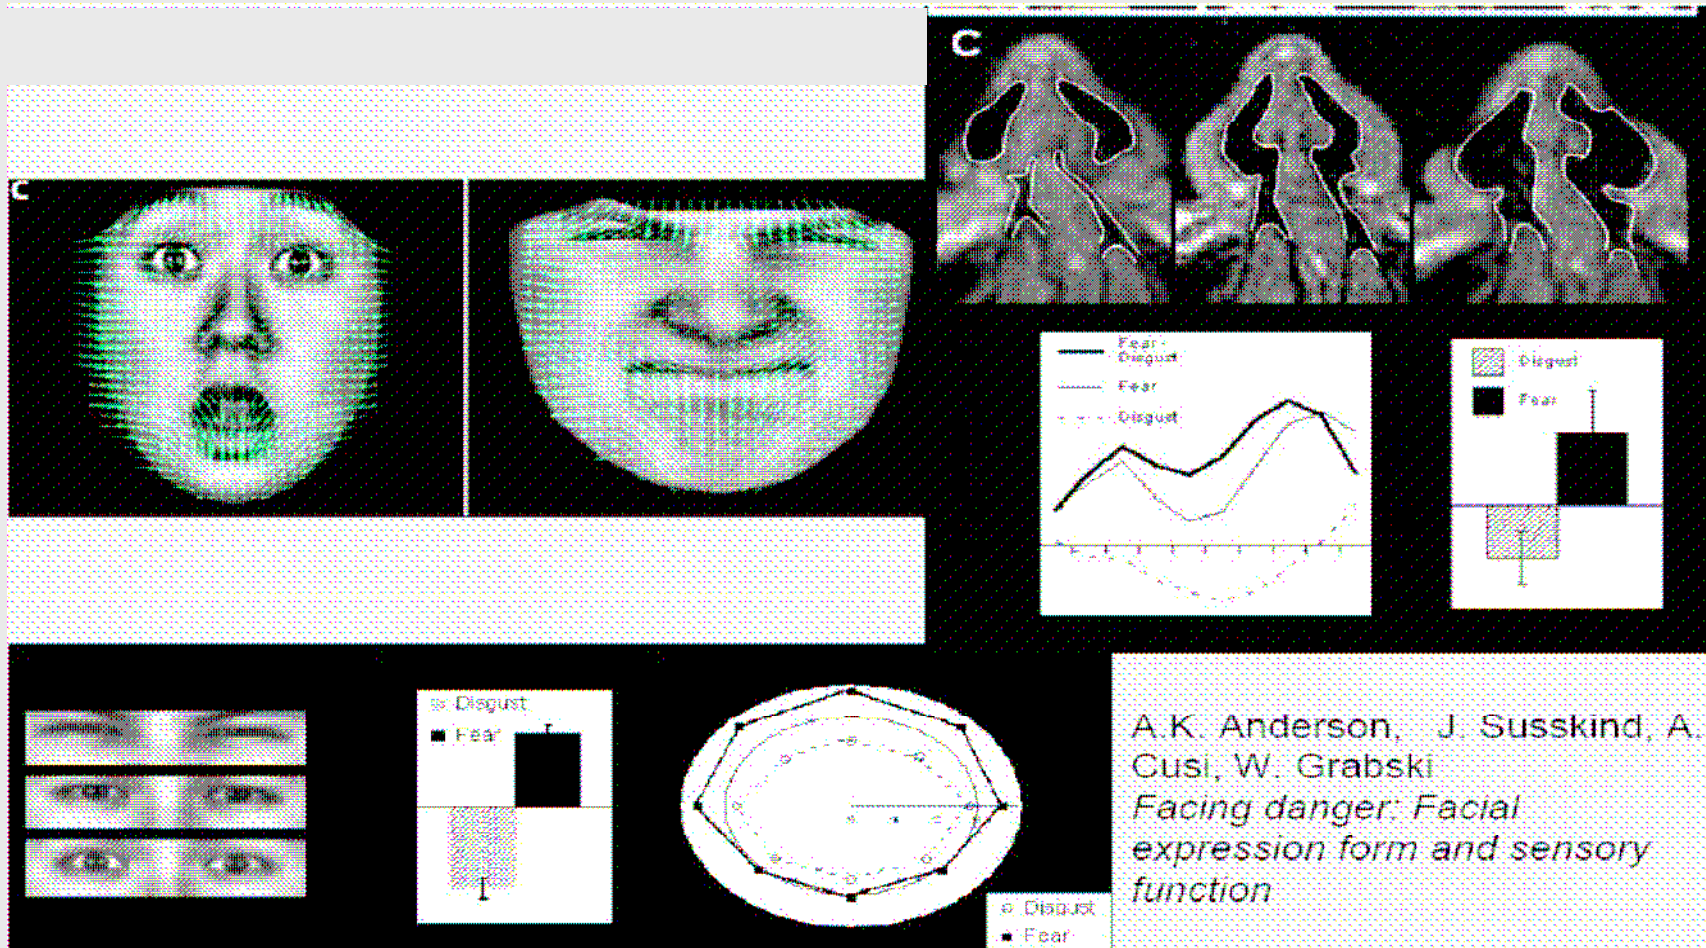 C
C
Fear-
Disgust
Fear
Disgust
Disgust
Fear
Disgust
Fear
A.K. Anderson, J. Susskind, A.
Cusi, W. Grabski
Facing danger: Facial
expression form and sensory
function
Disgust
Fear